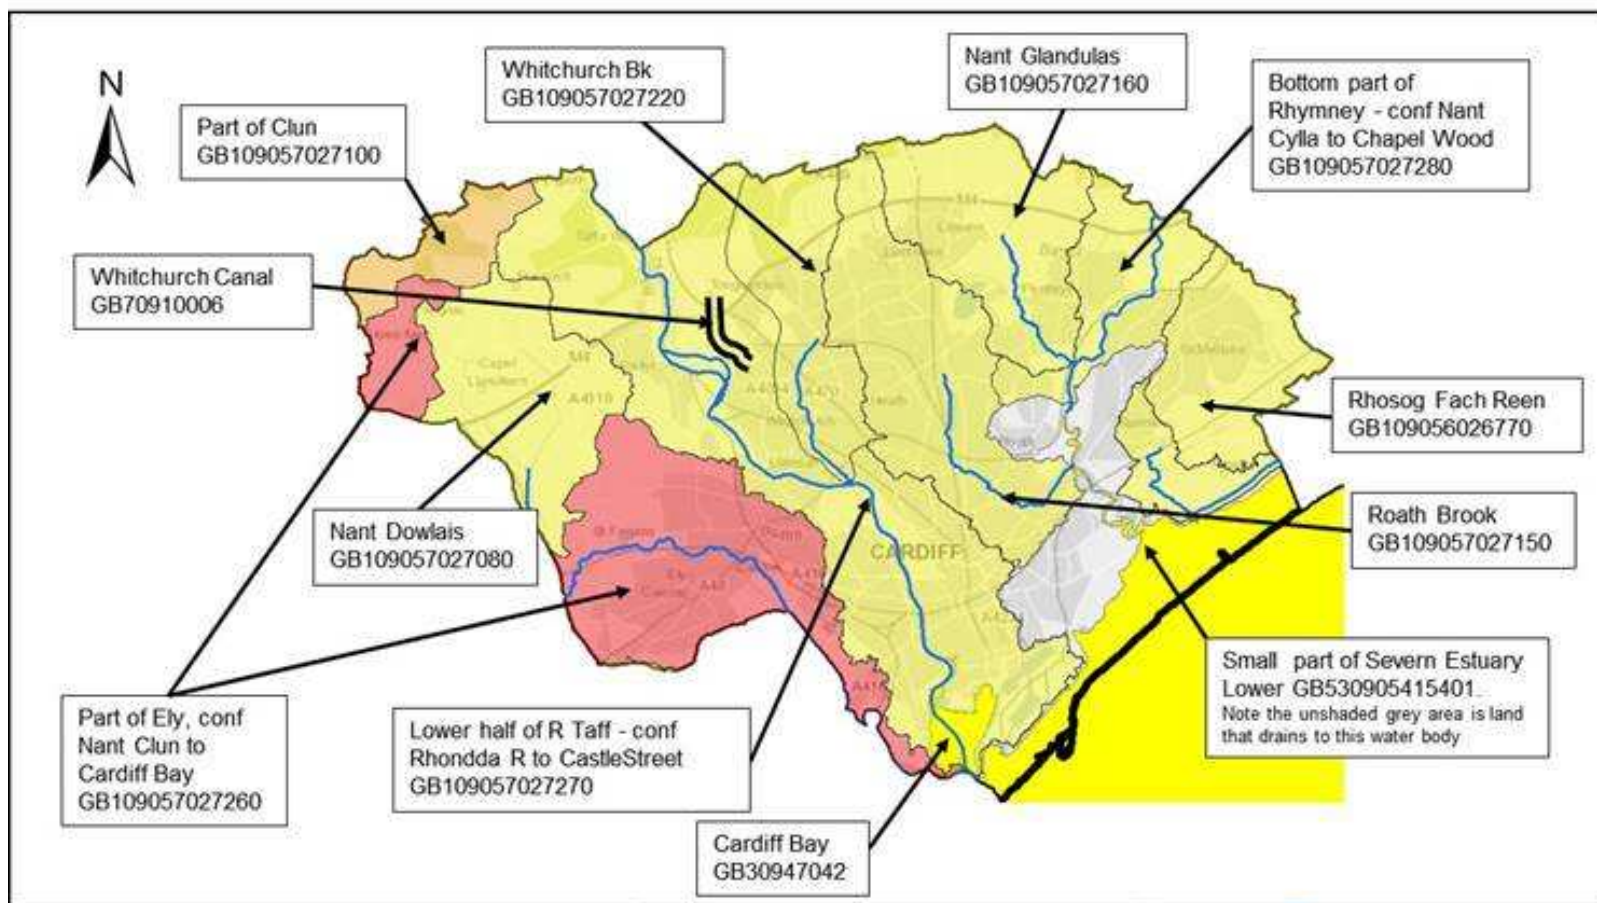 N
Whitchurch Bk
GB109057027220
Nant Glandulas
GB109057027160
Bottom part of
Rhymney - conf Nant
Cylla to Chapel Wood
GB109057027280
Part of Clun
GB109057027100
Whitchurch Canal
GB70910006
Rhosog Fach Reen
GB109056026770
Nant Dowlais
GB109057027080
Roath Brook
GB109057027150
CARDIFF
M4
M4
A4119
A470
Part of Ely, conf
Nant Clun to
Cardiff Bay
GB109057027260
Lower half of R Taff - conf
Rhondda R to CastleStreet
GB109057027270
Small part of Severn Estuary
Lower GB530905415401.
Note the unshaded grey area is land
that drains to this water body
Cardiff Bay
GB30947042